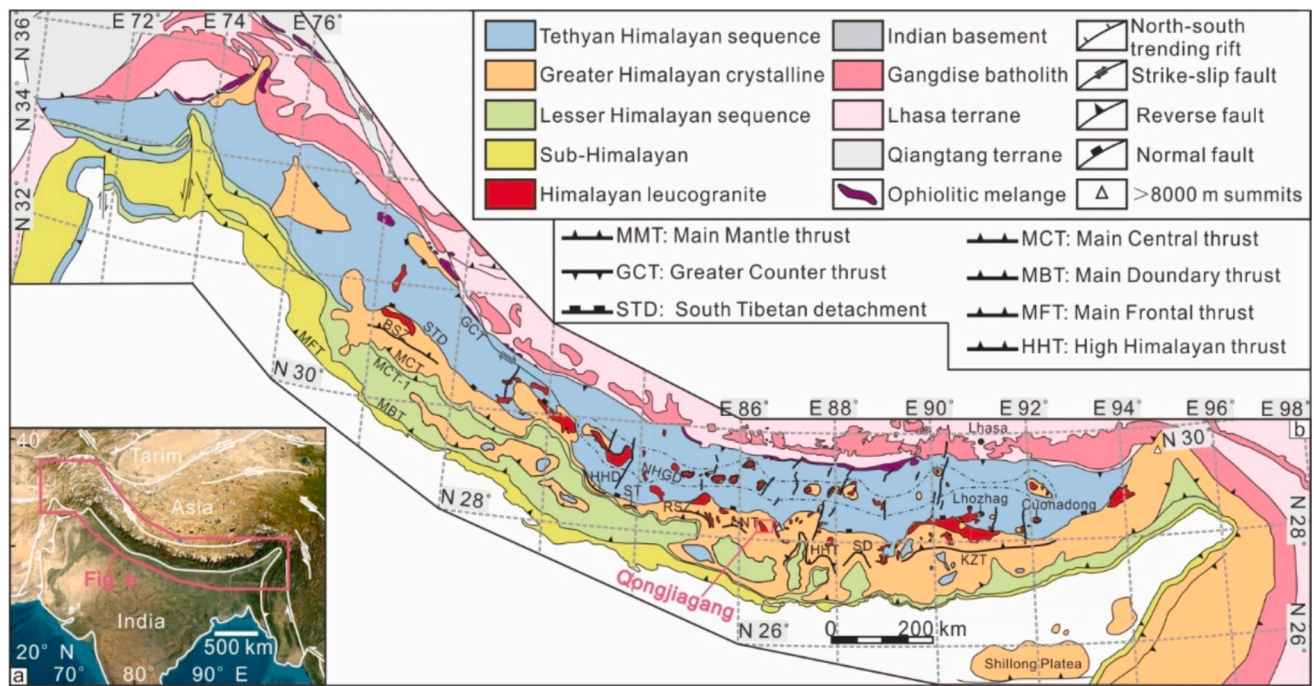 E 72°
E 74°
E 76°
N 36°
N 34°
N 32°
Tethyan Himalayan sequence
Greater Himalayan crystalline
Lesser Himalayan sequence
Sub-Himalayan
Himalayan leucogranite
Indian basement
Gangdise batholith
Lhasa terrane
Qiangtang terrane
Ophiolitic melange
North-south
trending rift
Strike-slip fault
Reverse fault
Normal fault
>8000 m summits
MMT: Main Mantle thrust
GCT: Greater Counter thrust
STD: South Tibetan detachment
MCT: Main Central thrust
MBT: Main Doundary thrust
MFT: Main Frontal thrust
HHT: High Himalayan thrust
BSZ
STD
GCT
MCT
MCT-1
MFT
MBT
N 30°
N 28°
N 26°
E 86°
E 88°
E 90°
E 92°
E 94°
E 96°
E 98°
b
Lhasa
N 30°
HHD
NHGD
ST
RSZ
NT
Lhozhag
Cuomadong
HHT
SD
KZT
Qongjiagang
N 28°
N 26°
0 200 km
Shillong Platea
40
Tarim
Asia
India
500 km
20° N
70° 80° 90° E
a